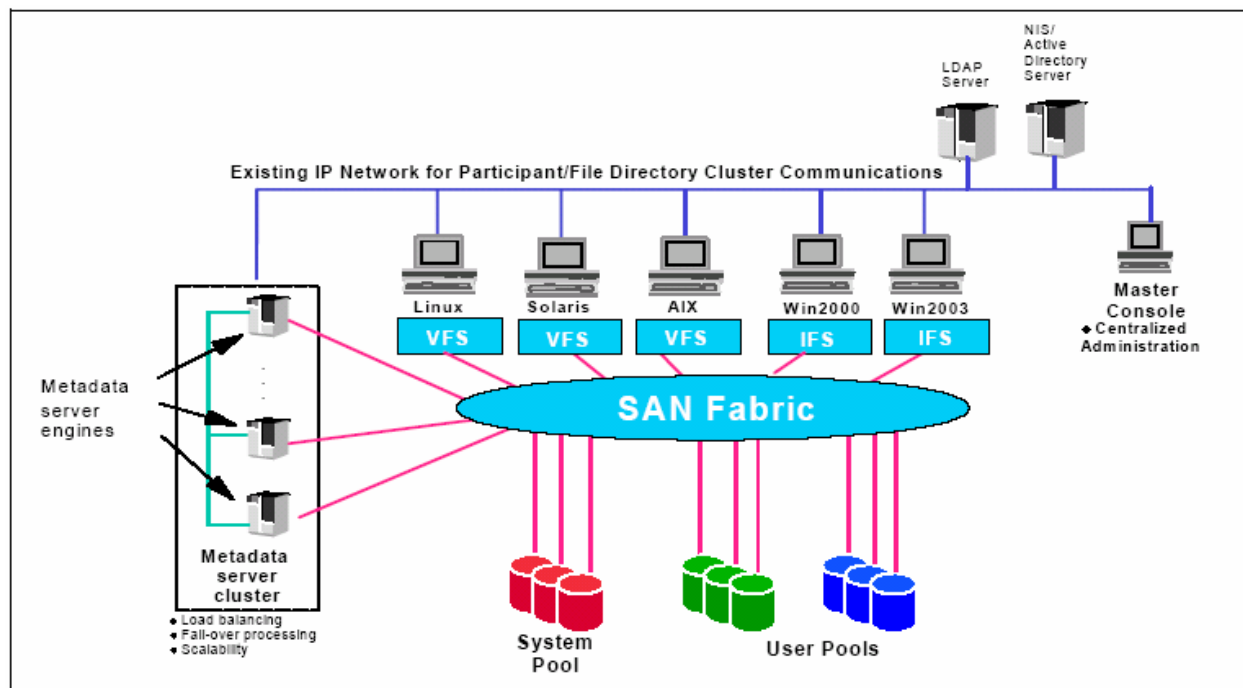 NIS/
Active
Directory
Server
LDAP
Server
Existing IP Network for Participant/File Directory Cluster Communications
Linux
Solaris
AIX
Win2000
Win2003
VFS
VFS
VFS
IFS
IFS
Master
Console
◆ Centralized
Administration
Metadata
server
engines
SAN Fabric
Metadata
server
cluster
◆ Load balancing
◆ Fail-over processing
◆ Scalability
System
Pool
User Pools